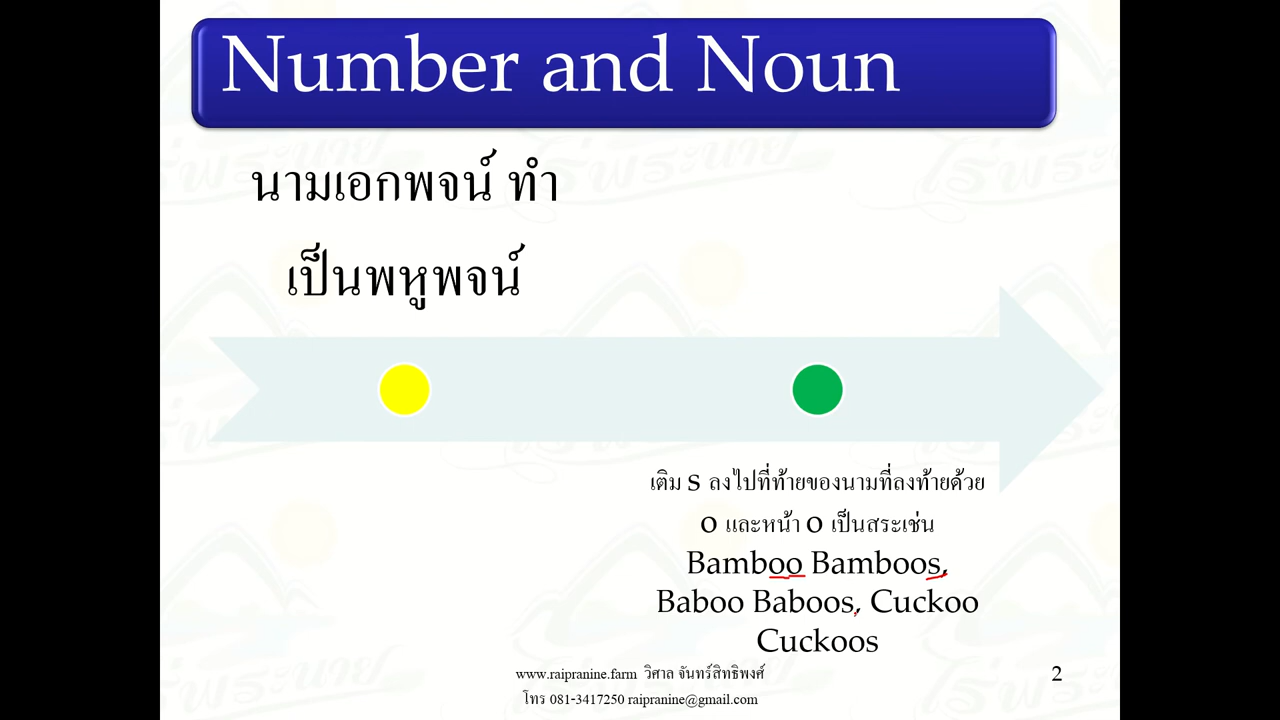 Number and Noun
นามเอกพจน์ ทำ
เป็นพหูพจน์
เติม s ลงไปที่ท้ายของนามที่ลงท้ายด้วย
o และหน้า o เป็นสระเช่น
Bamboo Bamboos,
Baboo Baboos, Cuckoo
Cuckoos
www.raipranine.farm วิศาล จันทร์สิทธิพงศ์
2
โทร 081-3417250 raipranine@gmail.com